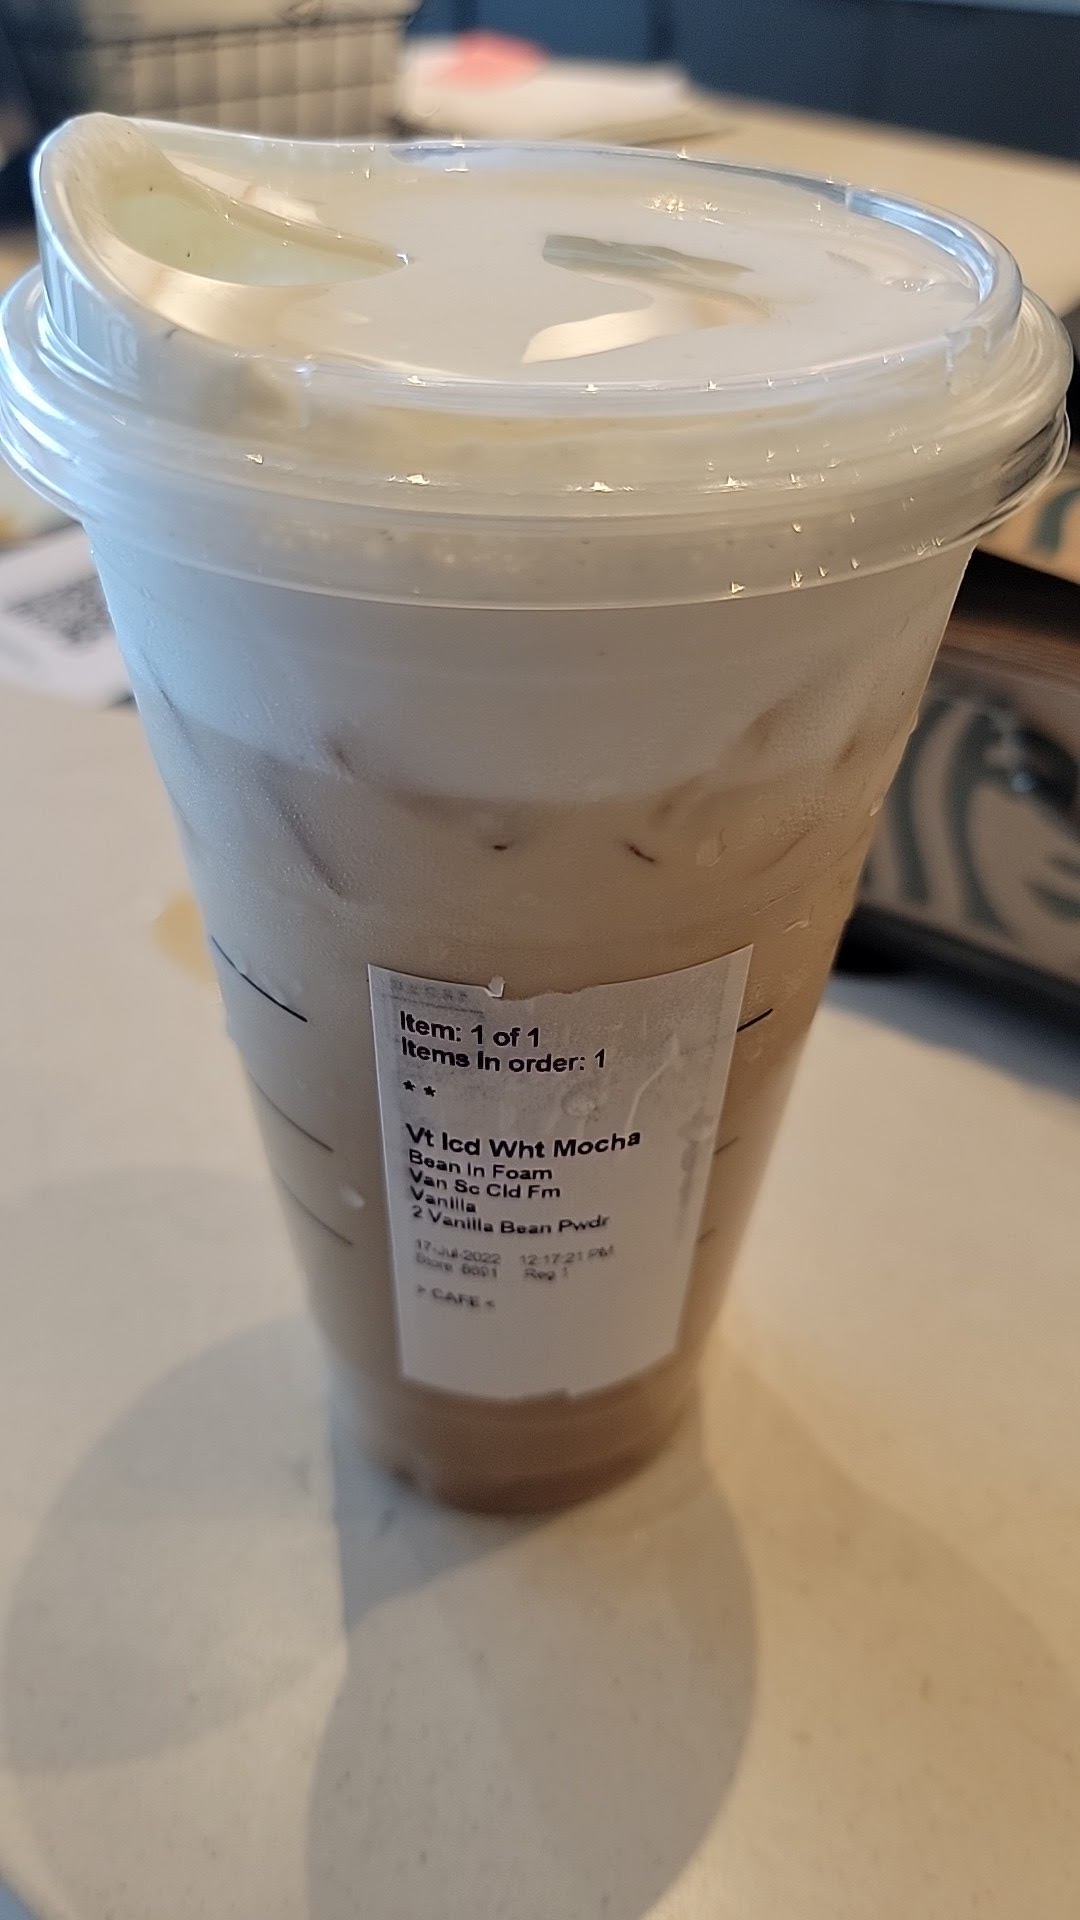 Item: 1 of 1
Items In order: 1
* *
Vt Icd Wht Mocha
Bean In Foam
Van Sc Cld Fm
Vanilla
2 Vanilla Bean Pwdr
17-Jul-2022 12:17:21 PM
Store Reg 1
> CAFE <